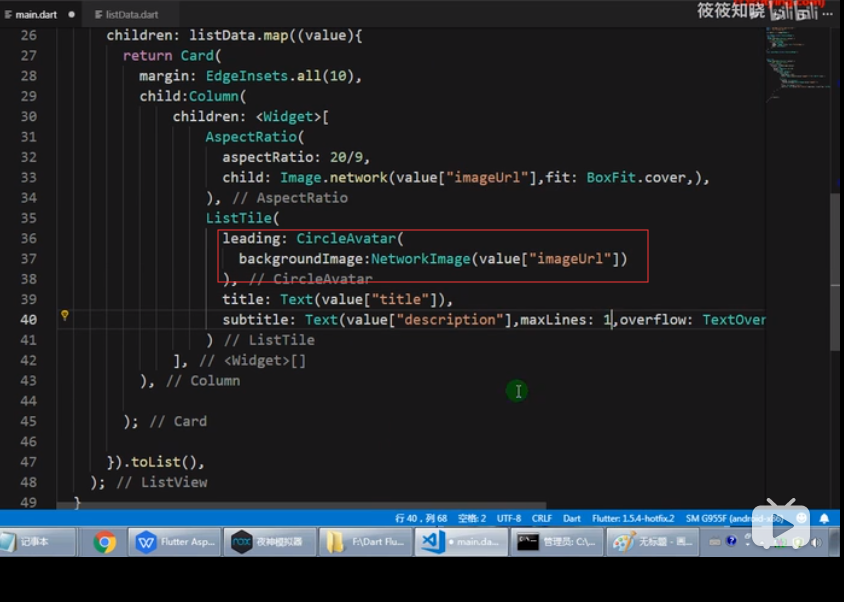 main.dart
listData.dart
筱筱知晓
bilibili
26 children: listData.map((value){
27 return Card(
28 margin: EdgeInsets.all(10),
29 child:Column(
30 children: <Widget>[
31 AspectRatio(
32 aspectRatio: 20/9,
33 child: Image.network(value["imageUrl"],fit: BoxFit.cover,),
34 ), // AspectRatio
35 ListTile(
36 leading: CircleAvatar(
37 backgroundImage:NetworkImage(value["imageUrl"])
38 ), // CircleAvatar
39 title: Text(value["title"]),
40 subtitle: Text(value["description"],maxLines: 1,overflow: TextOver
41 ) // ListTile
42 ], // <Widget>[]
43 ), // Column
44
45 ); // Card
46
47 }).toList(),
48 ); // ListView
49 }
行 40，列 68 空格: 2 UTF-8 CRLF Dart Flutter: 1.5.4-hotfix.2 SM G955F (android-x86)
记事本 Flutter Asp... nox 夜神模拟器 F:\Dart Flu... main.da... 管理员: C:\... 无标题 - 画...